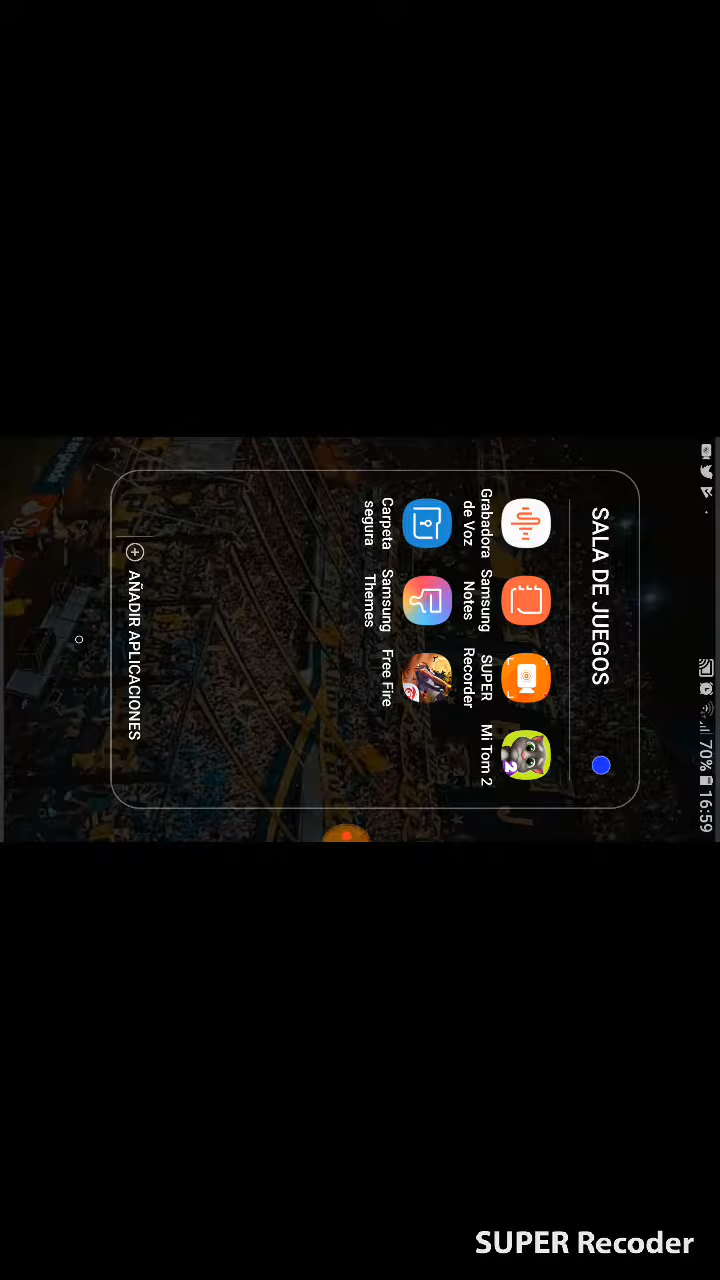 70% 16:59
SALA DE JUEGOS
Grabadora
de Voz
Samsung
Notes
SUPER
Recorder
Mi Tom 2
Carpeta
segura
Samsung
Themes
Free Fire
AÑADIR APLICACIONES
SUPER Recoder